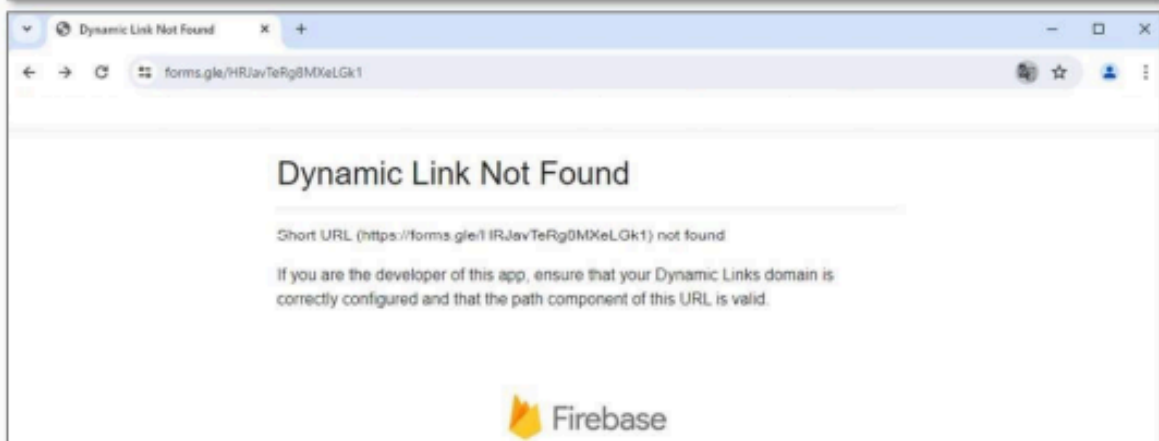 Dynamic Link Not Found
forms.gle/HRJavTeRg8MXeLGk1
Dynamic Link Not Found
Short URL (https://forms.gle/HRJavTeRg8MXeLGk1) not found
If you are the developer of this app, ensure that your Dynamic Links domain is
correctly configured and that the path component of this URL is valid.
Firebase